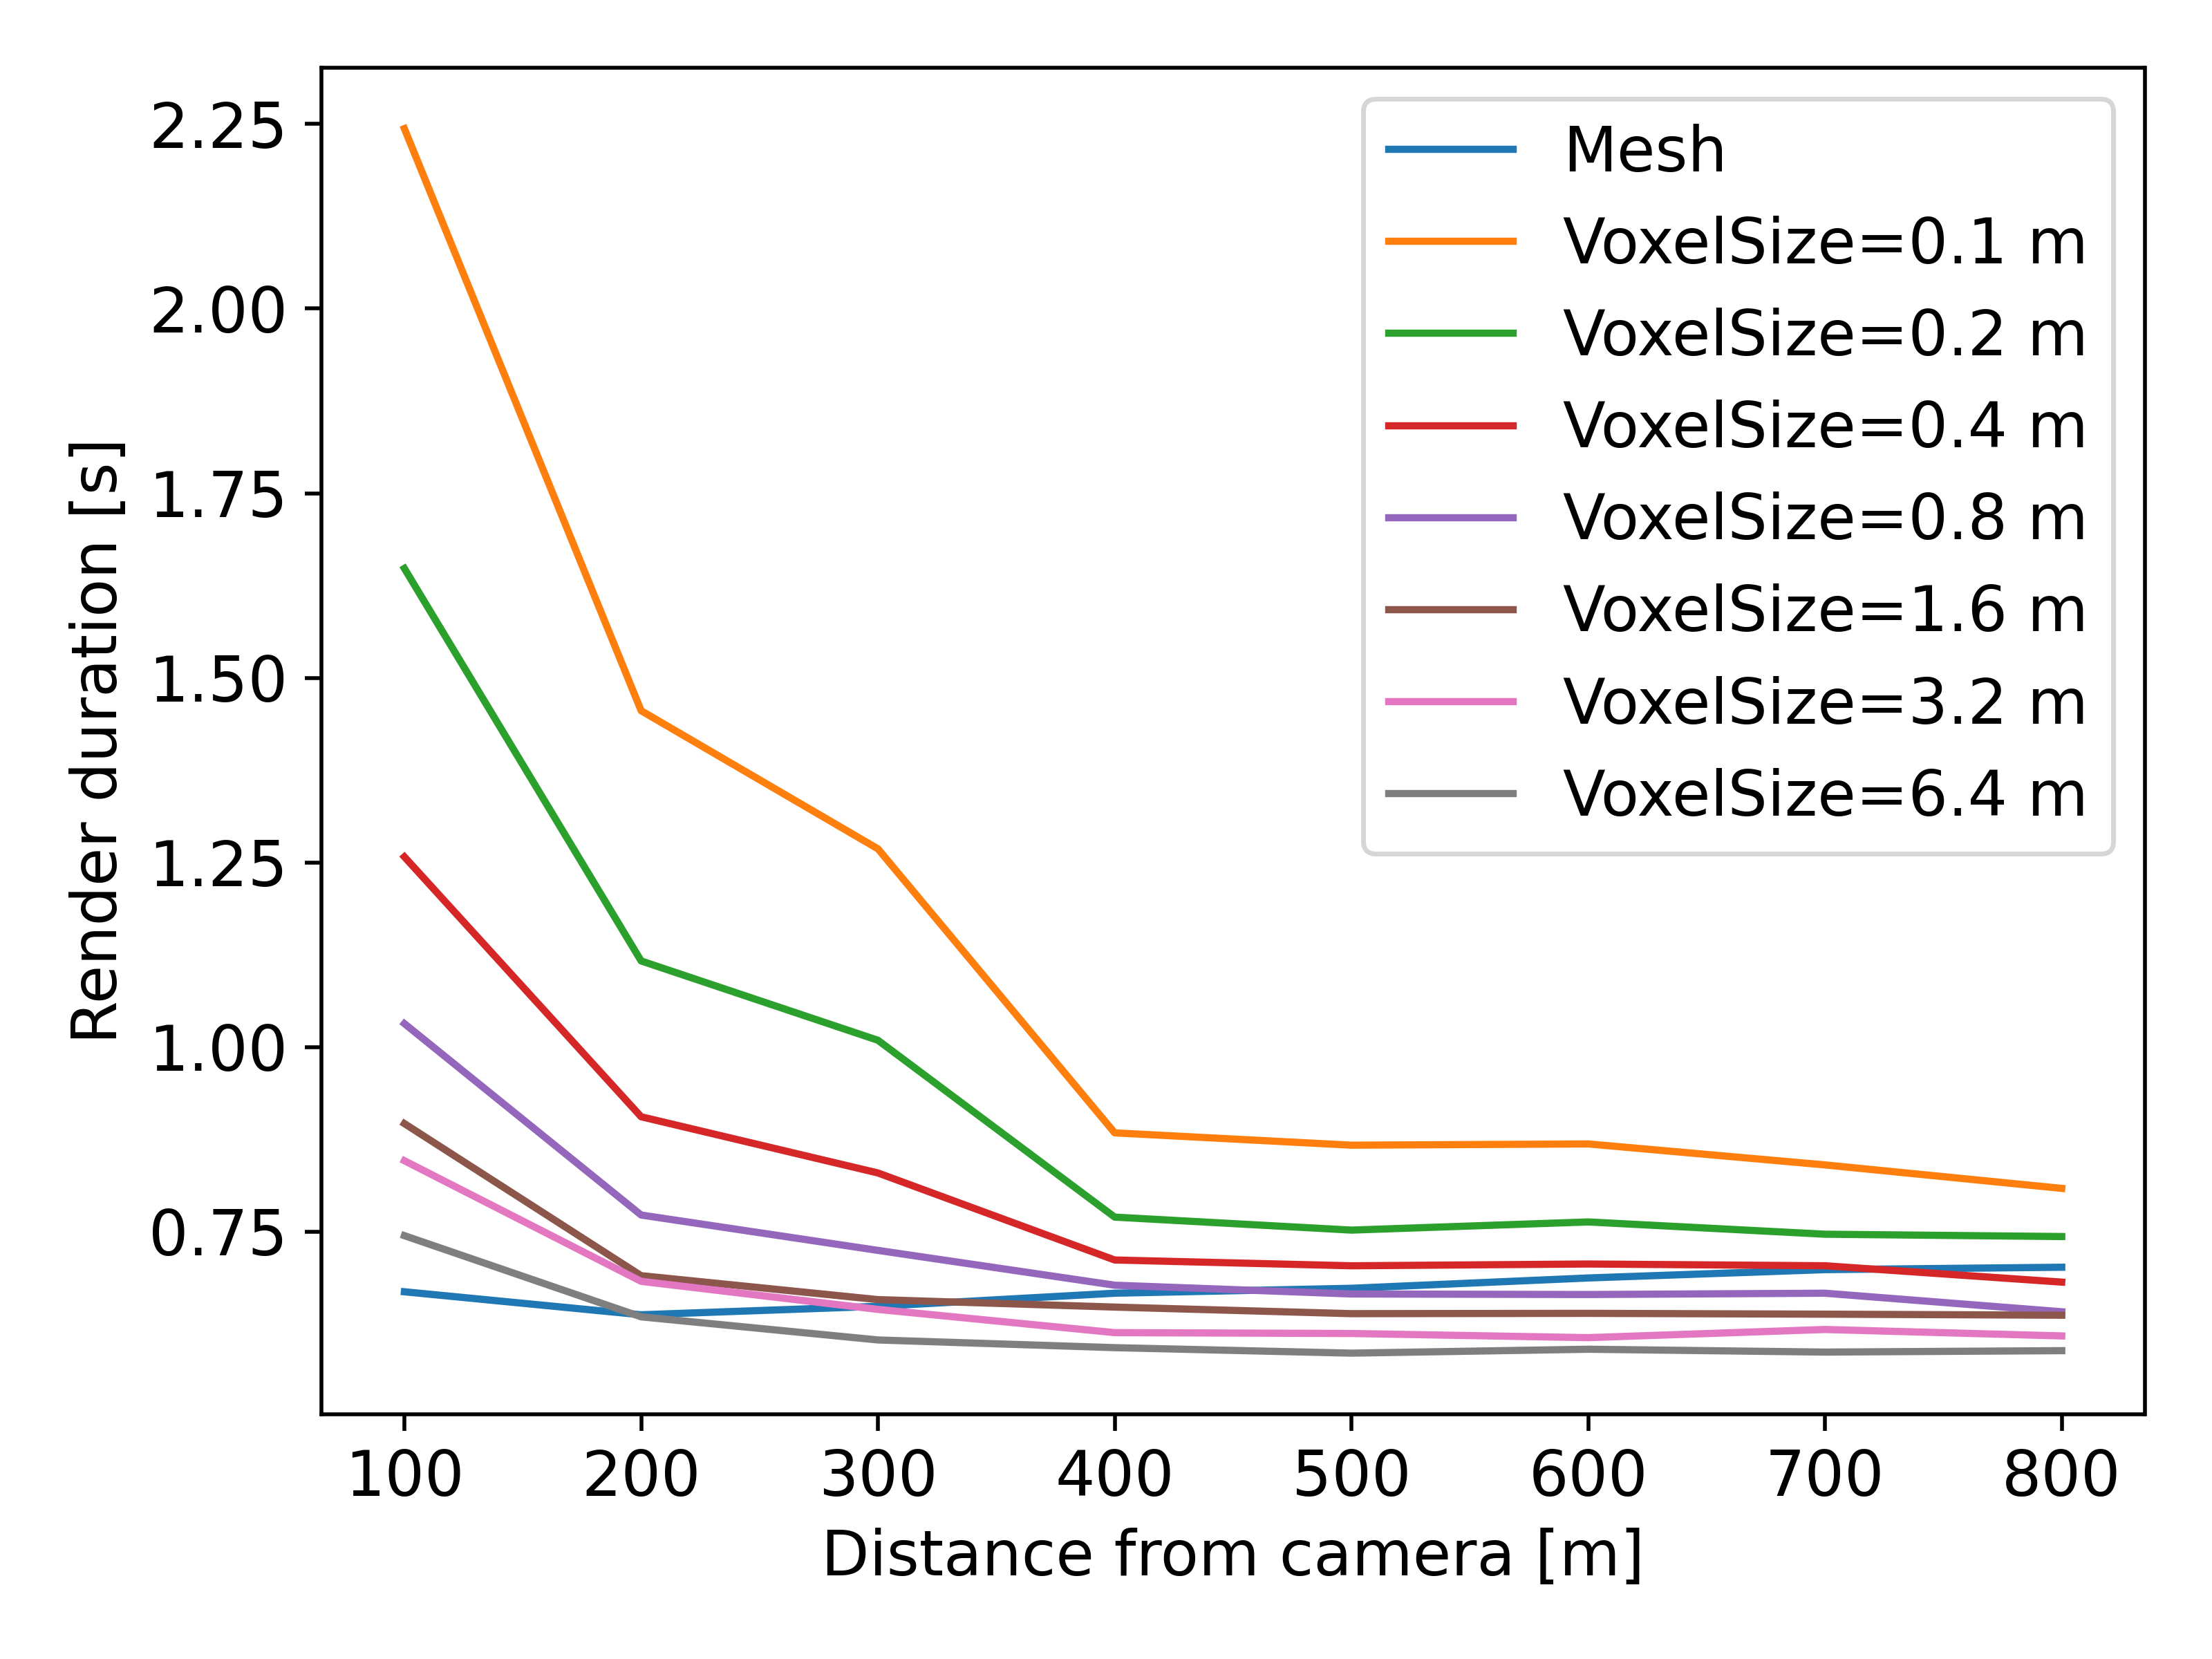 2.25
2.00
1.75
1.50
1.25
1.00
0.75
Render duration [s]
Mesh
VoxelSize=0.1 m
VoxelSize=0.2 m
VoxelSize=0.4 m
VoxelSize=0.8 m
VoxelSize=1.6 m
VoxelSize=3.2 m
VoxelSize=6.4 m
100 200 300 400 500 600 700 800
Distance from camera [m]